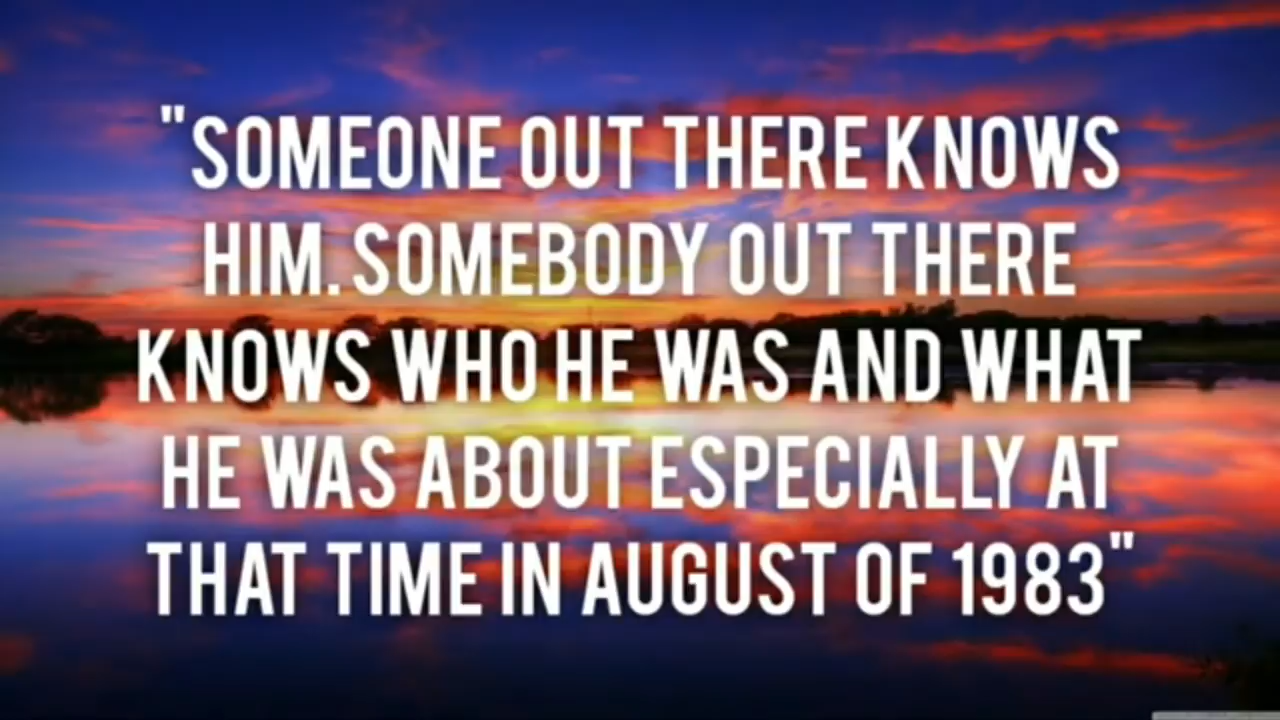 "SOMEONE OUT THERE KNOWS
HIM. SOMEBODY OUT THERE
KNOWS WHO HE WAS AND WHAT
HE WAS ABOUT ESPECIALLY AT
THAT TIME IN AUGUST OF 1983"